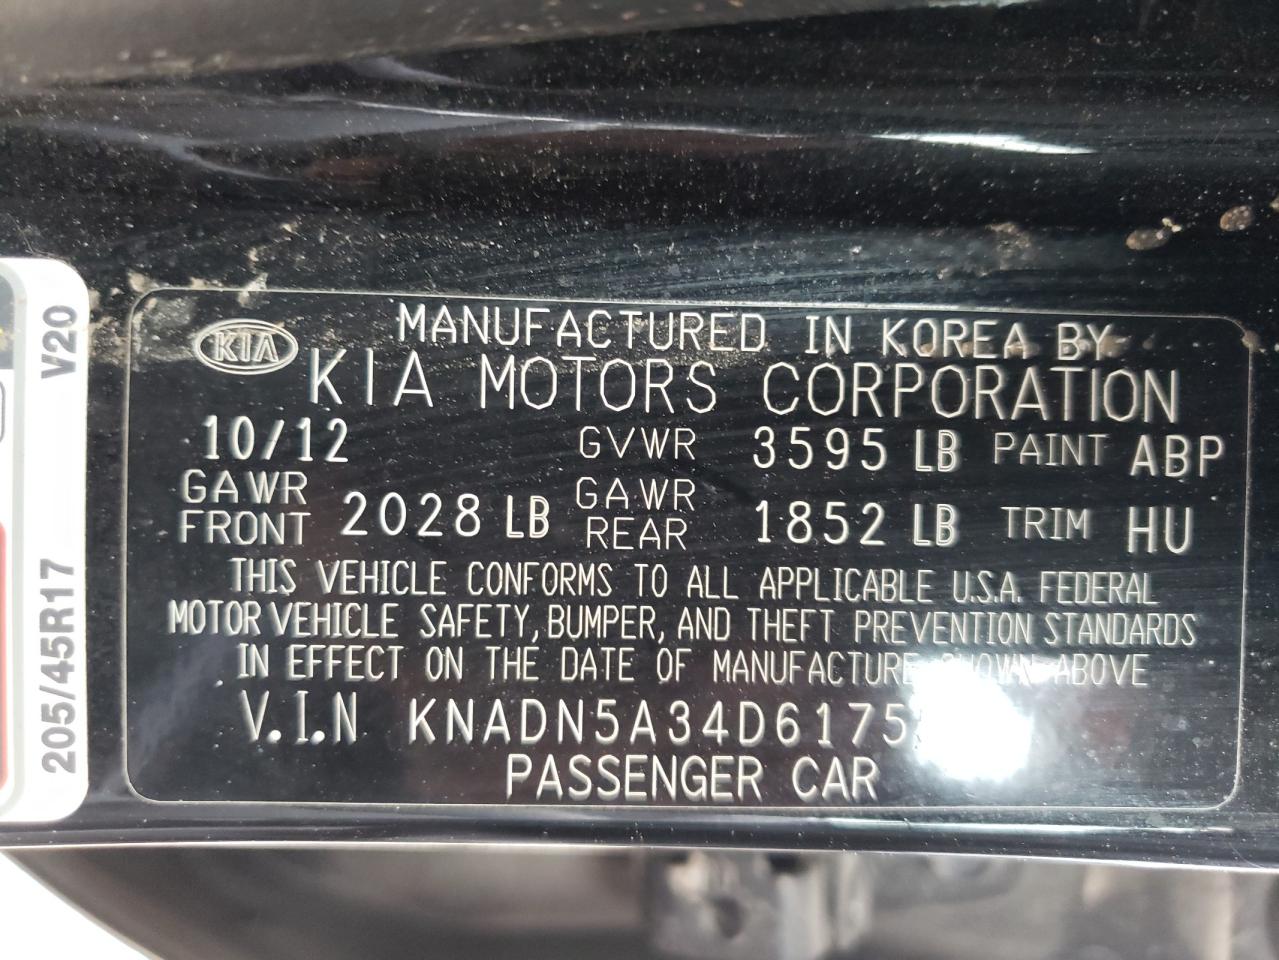 MANUFACTURED IN KOREA BY
KIA
KIA MOTORS CORPORATION
10/12 GVWR 3595 LB PAINT ABP
GAWR FRONT 2028 LB GAWR REAR 1852 LB TRIM HU
THIS VEHICLE CONFORMS TO ALL APPLICABLE U.S.A. FEDERAL
MOTOR VEHICLE SAFETY, BUMPER, AND THEFT PREVENTION STANDARDS
IN EFFECT ON THE DATE OF MANUFACTURE SHOWN ABOVE
V.I.N KNADN5A34D6175
PASSENGER CAR
205/45R17 V20